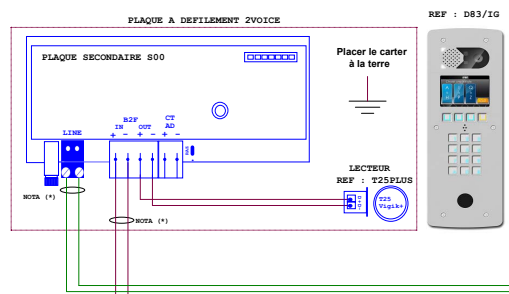 PLAQUE A DEFILEMENT 2VOICE
REF : D83/IG
PLAQUE SECONDAIRE S00
Placer le carter
à la terre
LINE
B2F
IN OUT
CT
AD
+ - + - + -
NOTA (*)
NOTA (*)
LECTEUR
REF : T25PLUS
T25
Vigik+